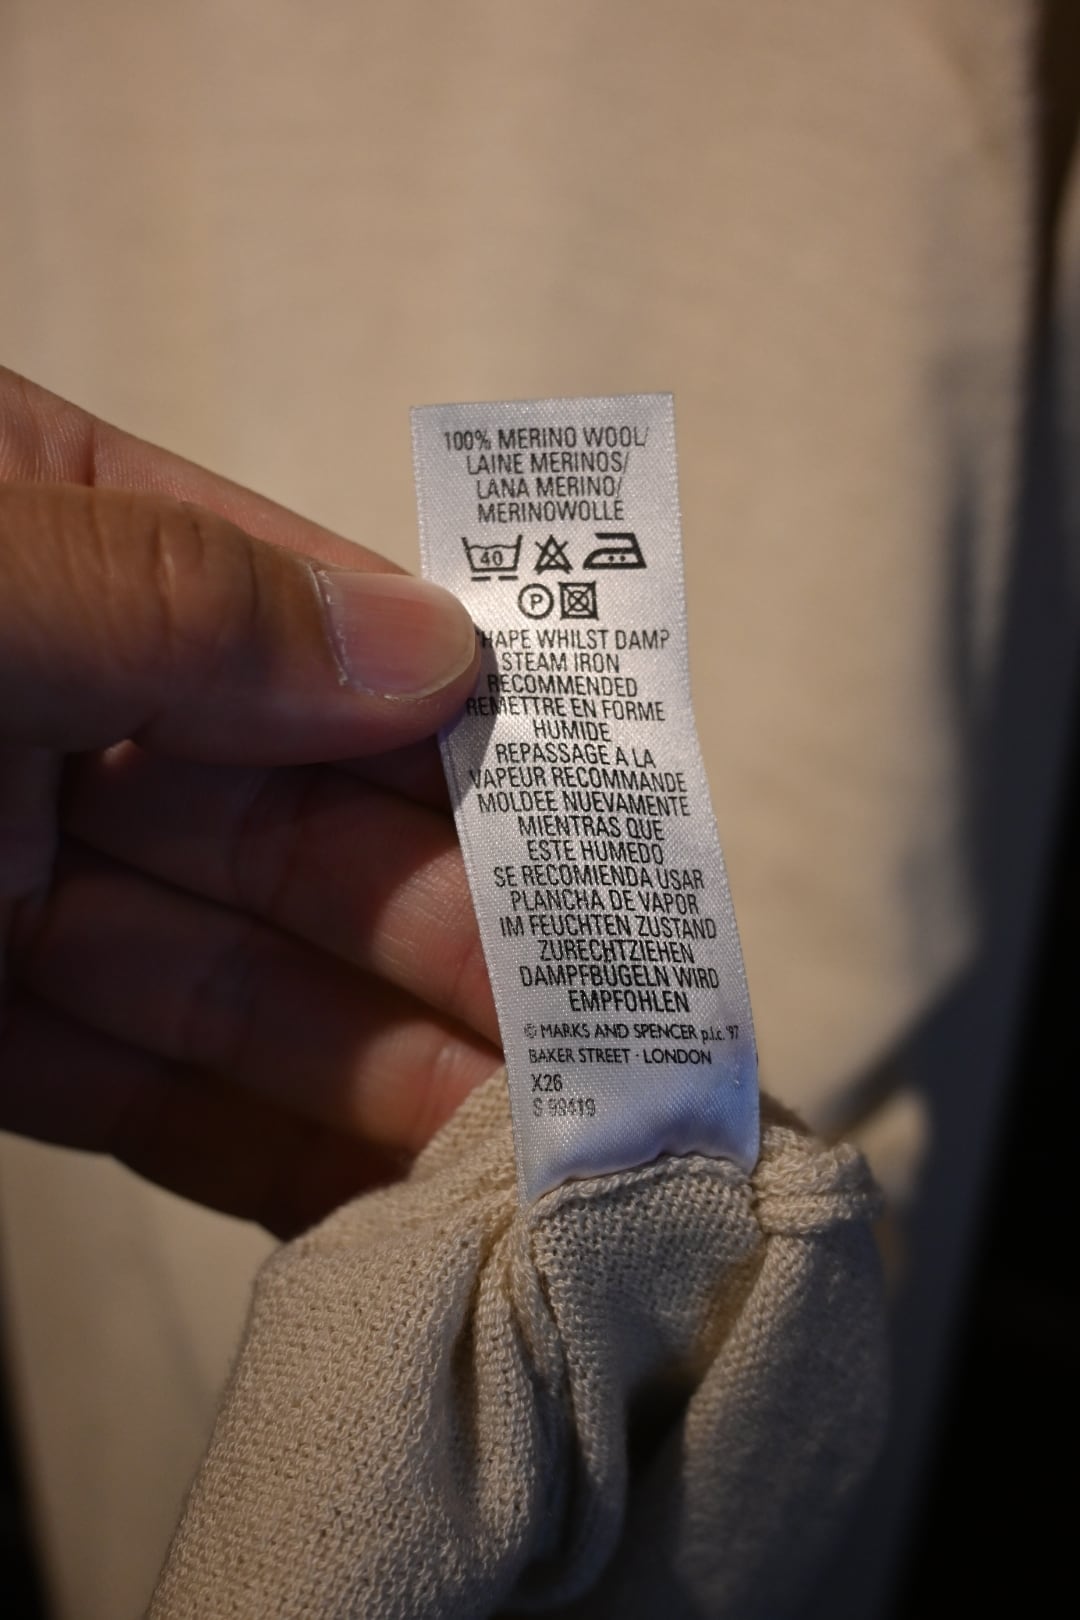 100% MERINO WOOL/
LAINE MERINOS/
LANA MERINO/
MERINOWOLLE
40
P
HAPE WHILST DAMP
STEAM IRON
RECOMMENDED
REMETTRE EN FORME
HUMIDE
REPASSAGE A LA
VAPEUR RECOMMANDE
MOLDEE NUEVAMENTE
MIENTRAS QUE
ESTE HUMEDO
SE RECOMIENDA USAR
PLANCHA DE VAPOR
IM FEUCHTEN ZUSTAND
ZURECHTZIEHEN
DAMPFBUGELN WIRD
EMPFOHLEN
© MARKS AND SPENCER p.l.c. '97
BAKER STREET · LONDON
X26
S